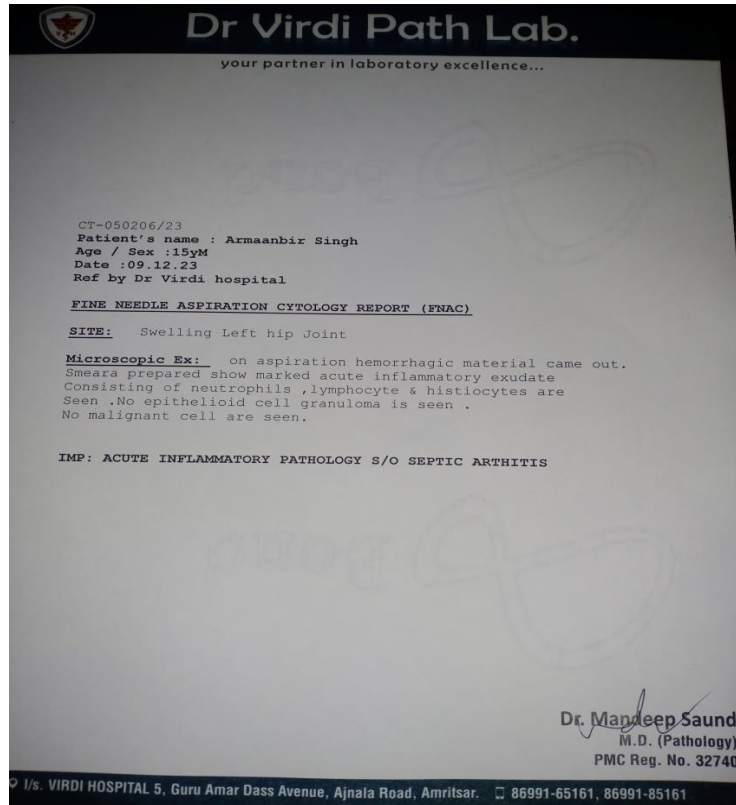 Dr Virdi Path Lab.
your partner in laboratory excellence...
CT-050206/23
Patient's name : Armaanbir Singh
Age / Sex :15yM
Date :09.12.23
Ref by Dr Virdi hospital
FINE NEEDLE ASPIRATION CYTOLOGY REPORT (FNAC)
SITE: Swelling Left hip Joint
Microscopic Ex: on aspiration hemorrhagic material came out.
Smeara prepared show marked acute inflammatory exudate
Consisting of neutrophils ,lymphocyte & histiocytes are
Seen .No epithelioid cell granuloma is seen .
No malignant cell are seen.
IMP: ACUTE INFLAMMATORY PATHOLOGY S/O SEPTIC ARTHITIS
Dr. Mandeep Saund
M.D. (Pathology)
PMC Reg. No. 32740
I/s. VIRDI HOSPITAL 5, Guru Amar Dass Avenue, Ajnala Road, Amritsar. 86991-65161, 86991-85161